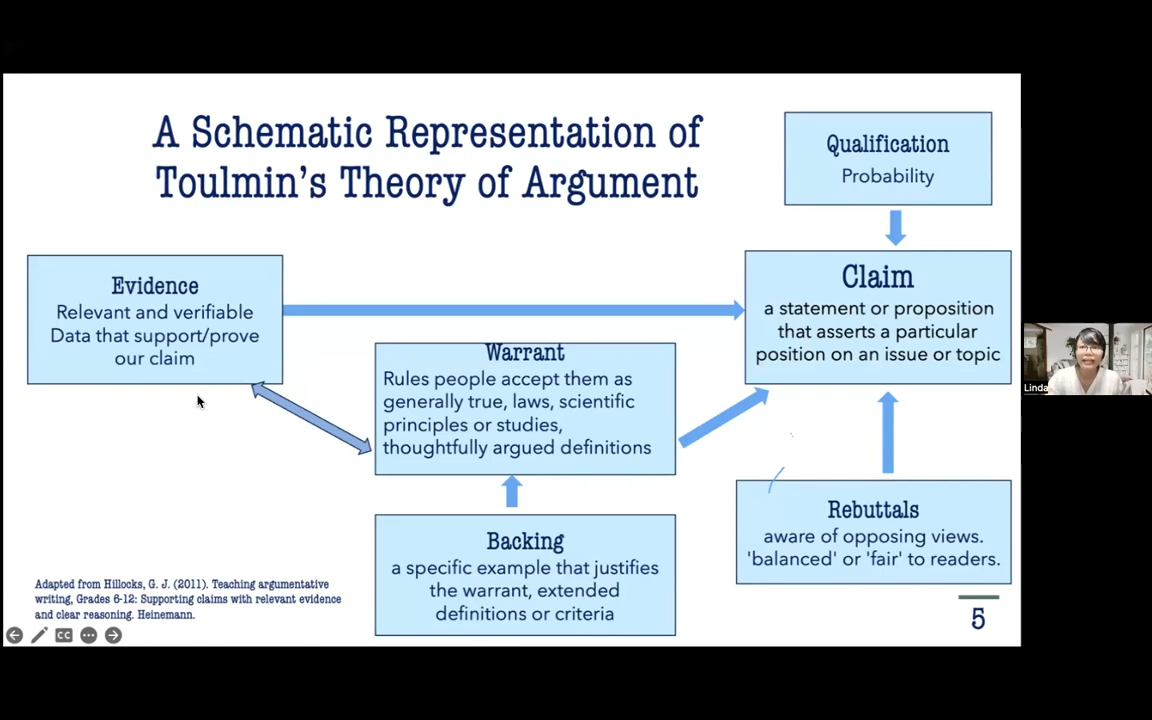 A Schematic Representation of
Toulmin's Theory of Argument
Qualification
Probability
Evidence
Relevant and verifiable
Data that support/prove
our claim
Claim
a statement or proposition
that asserts a particular
position on an issue or topic
Warrant
Rules people accept them as
generally true, laws, scientific
principles or studies,
thoughtfully argued definitions
Backing
a specific example that justifies
the warrant, extended
definitions or criteria
Rebuttals
aware of opposing views.
'balanced' or 'fair' to readers.
Adapted from Hillocks, G. J. (2011). Teaching argumentative
writing, Grades 6-12: Supporting claims with relevant evidence
and clear reasoning. Heinemann.
5
CC
Linda